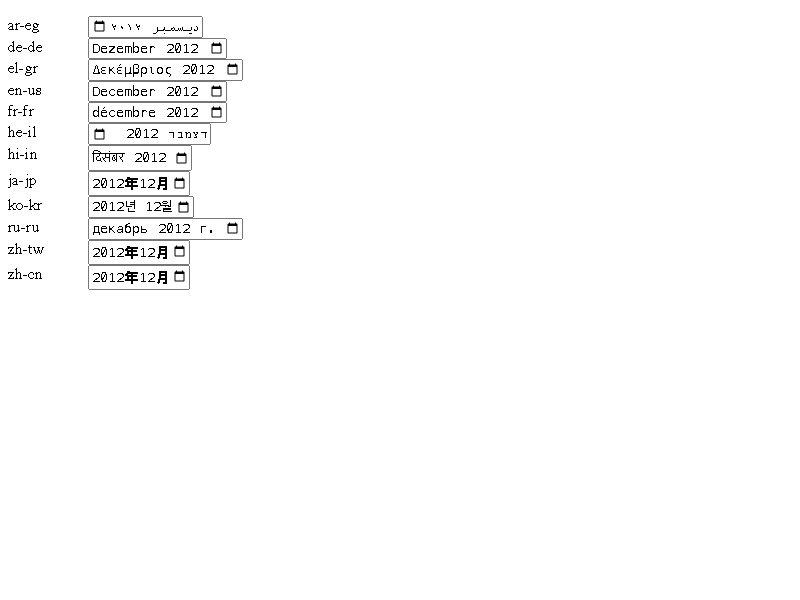 ar-eg ديسمبر ٢٠١٢
de-de Dezember 2012
el-gr Δεκέμβριος 2012
en-us December 2012
fr-fr décembre 2012
he-il דצמבר 2012
hi-in दिसंबर 2012
ja-jp 2012年12月
ko-kr 2012년 12월
ru-ru декабрь 2012 г.
zh-tw 2012年12月
zh-cn 2012年12月